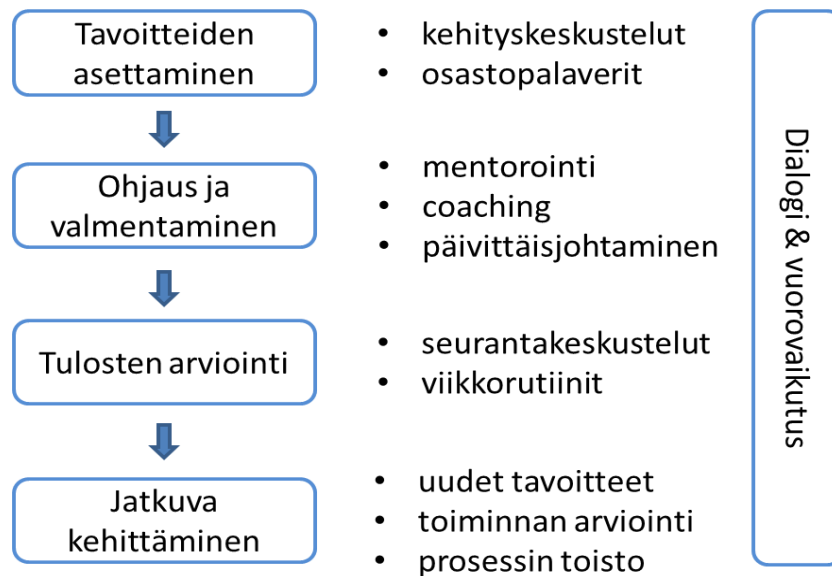 Tavoitteiden
asettaminen
• kehityskeskustelut
• osastopalaverit
Ohjaus ja
valmentaminen
• mentorointi
• coaching
• päivittäisjohtaminen
Tulosten arviointi
• seurantakeskustelut
• viikkorutiinit
Jatkuva
kehittäminen
• uudet tavoitteet
• toiminnan arviointi
• prosessin toisto
Dialogi & vuorovaikutus